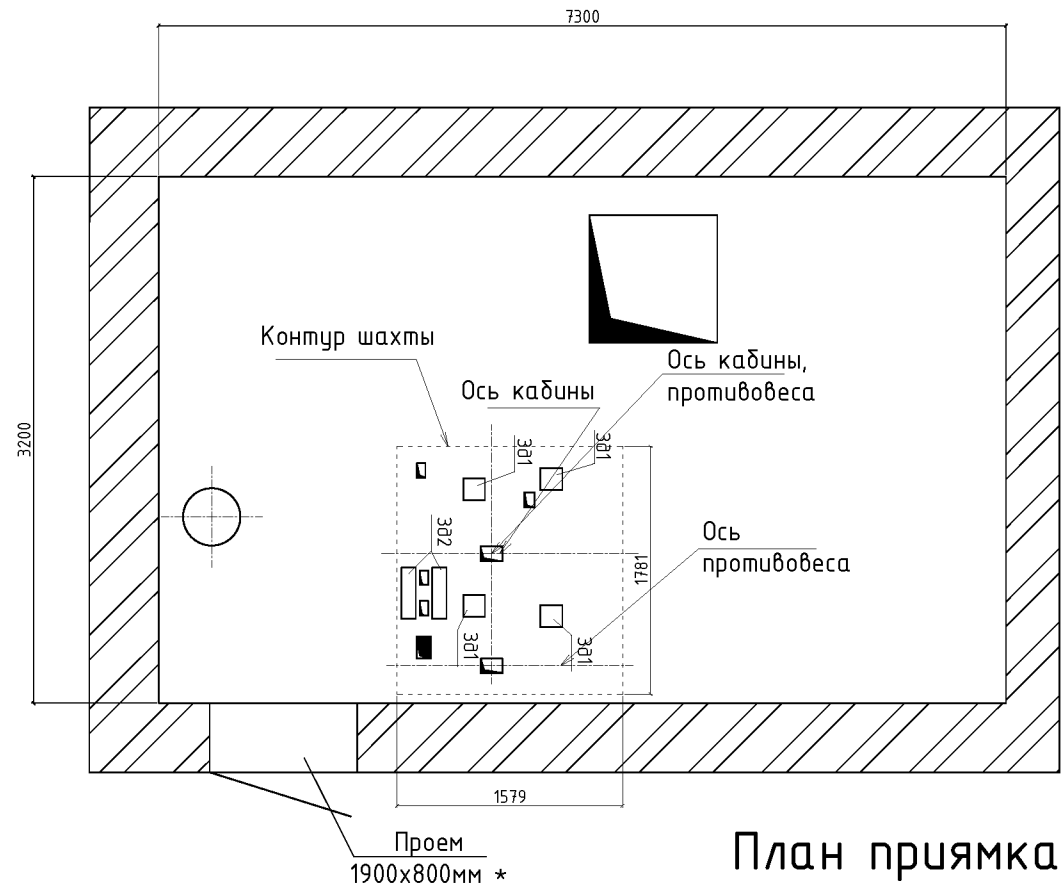 7300
Контур шахты
Ось кабины,
противовеса
Ось кабины
3200
Зд1
Зд1
Зд2
Ось
противовеса
1781
Зд1
Зд1
1579
Проем
1900х800мм *
План приямка